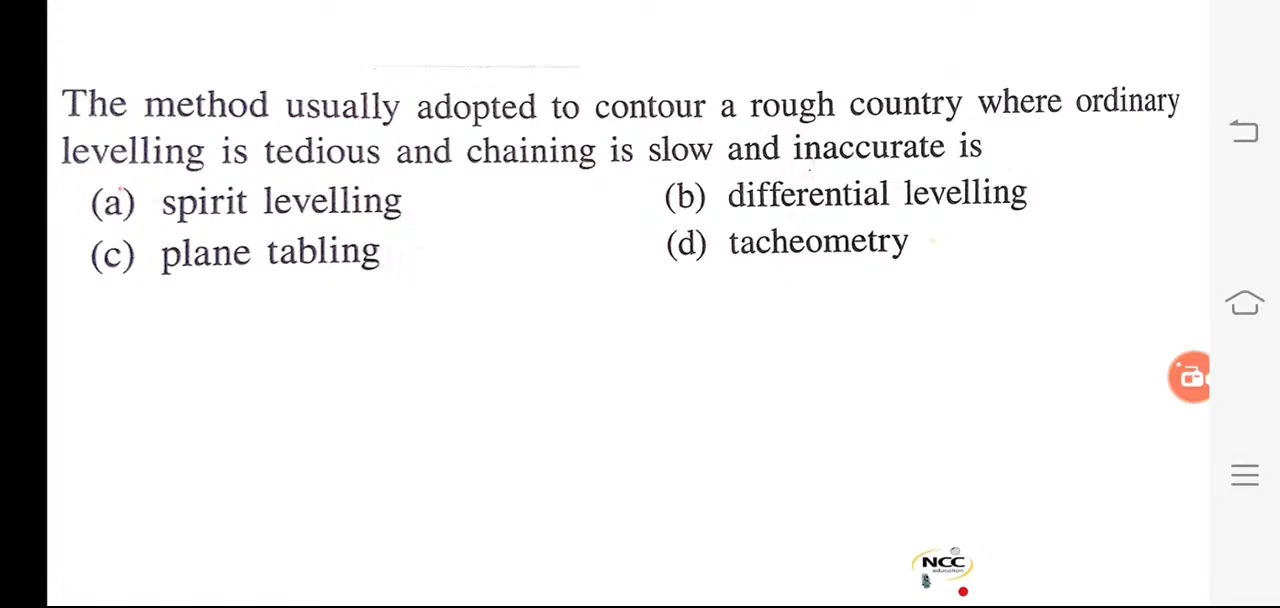 The method usually adopted to contour a rough country where ordinary
levelling is tedious and chaining is slow and inaccurate is
(a) spirit levelling (b) differential levelling
(c) plane tabling (d) tacheometry
NCC
education